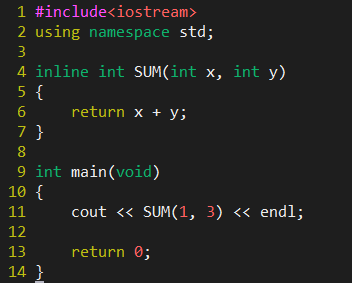 1 #include<iostream>
2 using namespace std;
3
4 inline int SUM(int x, int y)
5 {
6     return x + y;
7 }
8
9 int main(void)
10 {
11     cout << SUM(1, 3) << endl;
12
13     return 0;
14 }